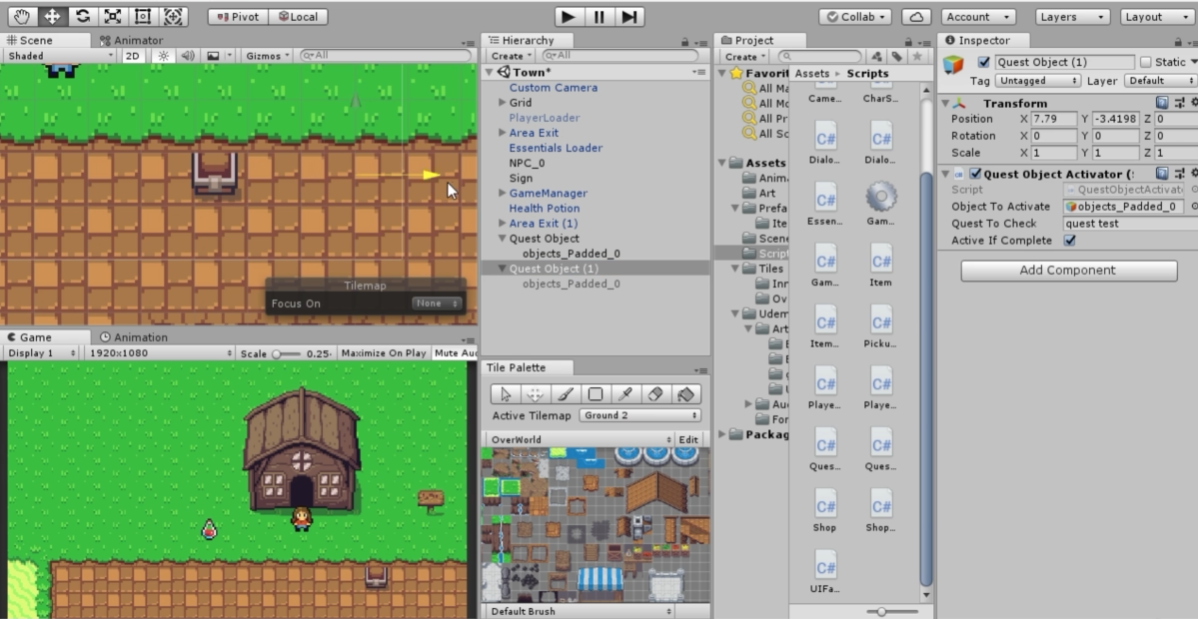 Pivot Local Collab Account Layers Layout
Scene Animator
Shaded 2D Gizmos All
Tilemap
Focus On None
Game Animation
Display 1 1920x1080 Scale 0.25 Maximize On Play Mute Au
Hierarchy
Create All
Town*
Custom Camera
Grid
PlayerLoader
Area Exit
Essentials Loader
NPC_0
Sign
GameManager
Health Potion
Area Exit (1)
Quest Object
objects_Padded_0
Quest Object (1)
objects_Padded_0
Tile Palette
Active Tilemap Ground 2
OverWorld Edit
Default Brush
Project
Create
Favorit
All Ma
All Mo
All Pr
All Sc
Assets
Anim
Art
Prefa
Ite
Scene
Script
Tiles
Inn
Ov
Udem
Art
Au
For
Packag
Assets Scripts
Came... CharS...
C# C#
Dialo... Dialo...
C#
Essen... Gam...
C# C#
Gam... Item
C# C#
Item... Picku...
C# C#
Playe... Playe...
C# C#
Ques... Ques...
C# C#
Shop Shop...
C#
UIFa...
Inspector
Quest Object (1) Static
Tag Untagged Layer Default
Transform
Position X 7.79 Y -3.4198 Z 0
Rotation X 0 Y 0 Z 0
Scale X 1 Y 1 Z 1
Quest Object Activator (
Script QuestObjectActivat
Object To Activate objects_Padded_0
Quest To Check quest test
Active If Complete
Add Component